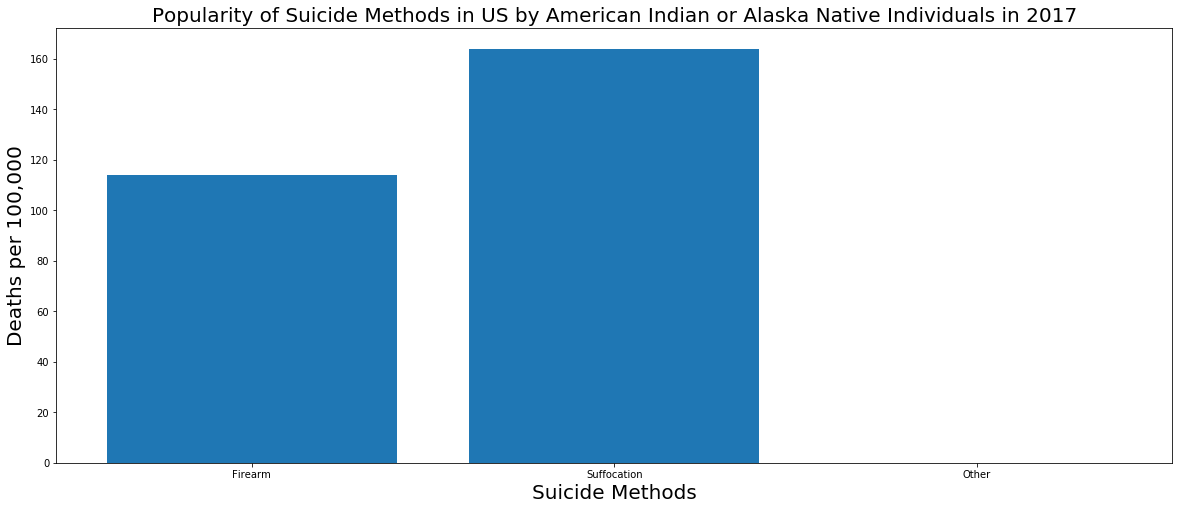 Popularity of Suicide Methods in US by American Indian or Alaska Native Individuals in 2017
Deaths per 100,000
160
140
120
100
80
60
40
20
0
Firearm
Suffocation
Other
Suicide Methods